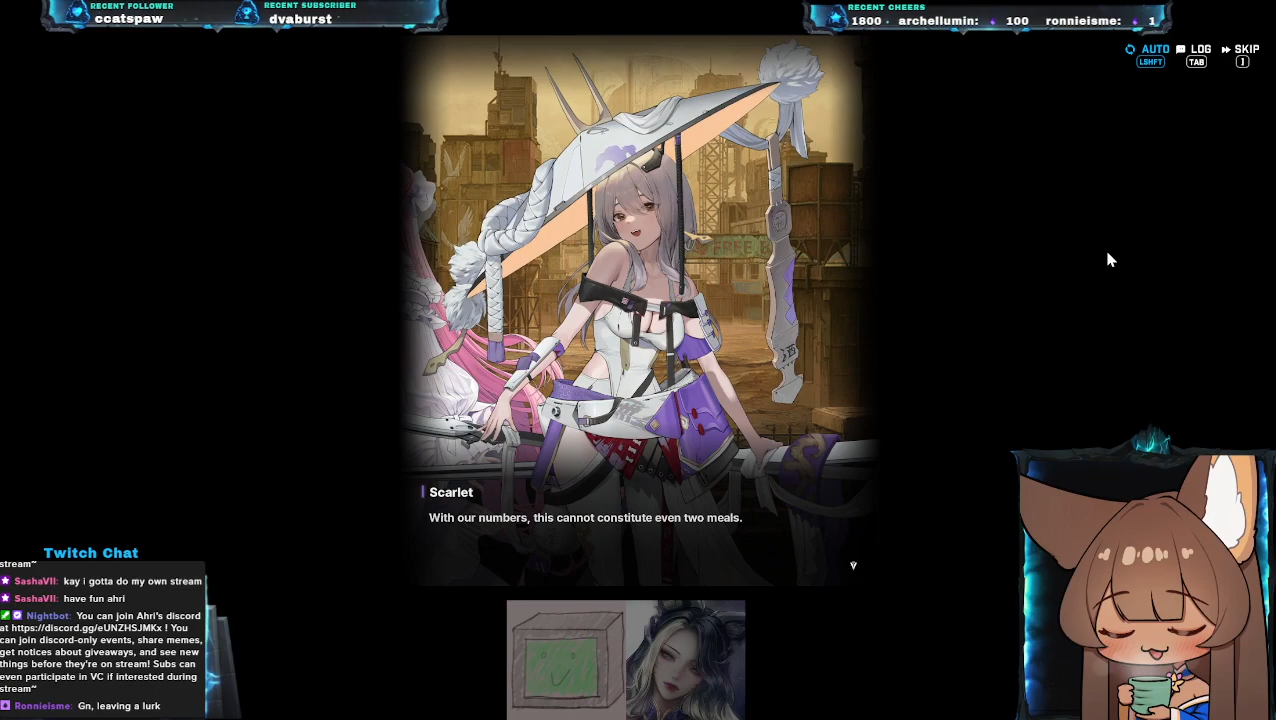 RECENT FOLLOWER
ccatspaw
RECENT SUBSCRIBER
dvaburst
RECENT CHEERS
1800 archellumin: 100 ronnieisme: 1
AUTO LOG SKIP
LSHFT TAB
FREE B
Scarlet
With our numbers, this cannot constitute even two meals.
Twitch Chat
stream~
SashaVII: kay i gotta do my own stream
SashaVII: have fun ahri
Nightbot: You can join Ahri's discord
at https://discord.gg/eUNZHSJMKx ! You
can join discord-only events, share memes,
get notices about giveaways, and see new
things before they're on stream! Subs can
even participate in VC if interested during
stream~
Ronnieisme: Gn, leaving a lurk